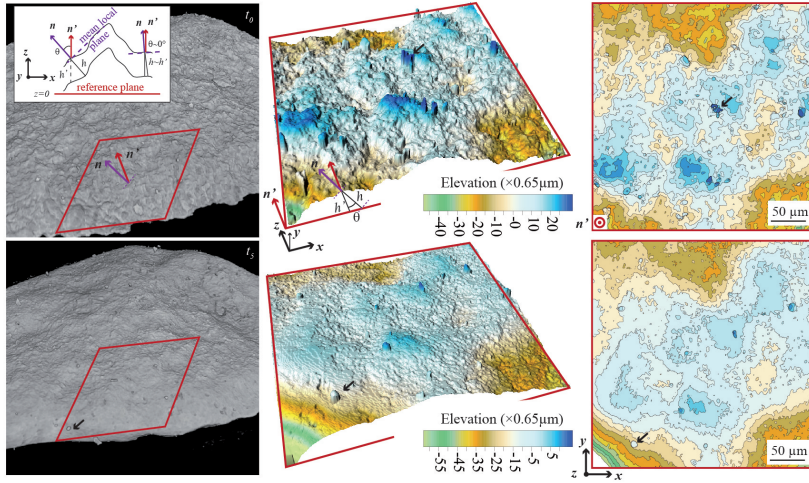 t0
n n'
mean local
plane
n n'
θ
θ~0°
h' h
h~h'
z
y x
reference plane
z=0
n n'
n
n'
h' h
θ
n'
z y x
Elevation (×0.65µm)
-40 -30 -20 -10 0 10 20
n'
50 µm
t5
Elevation (×0.65µm)
-55 -45 -35 -25 -15 -5 5
y
z x
50 µm